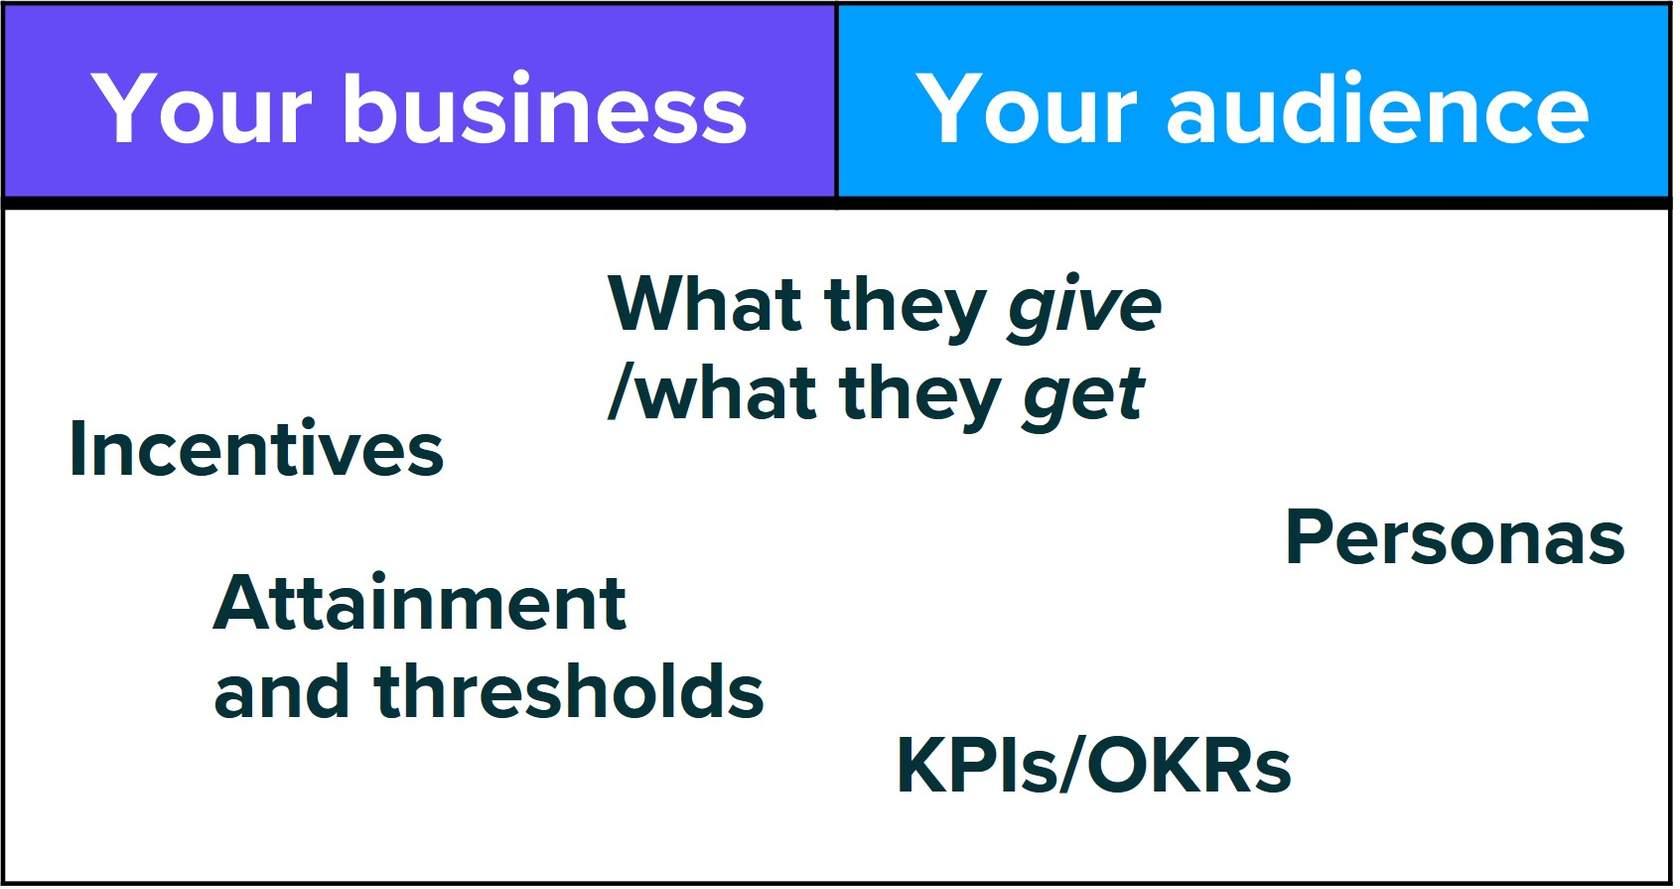 Your business
Your audience
What they give
/what they get
Incentives
Personas
Attainment
and thresholds
KPIs/OKRs